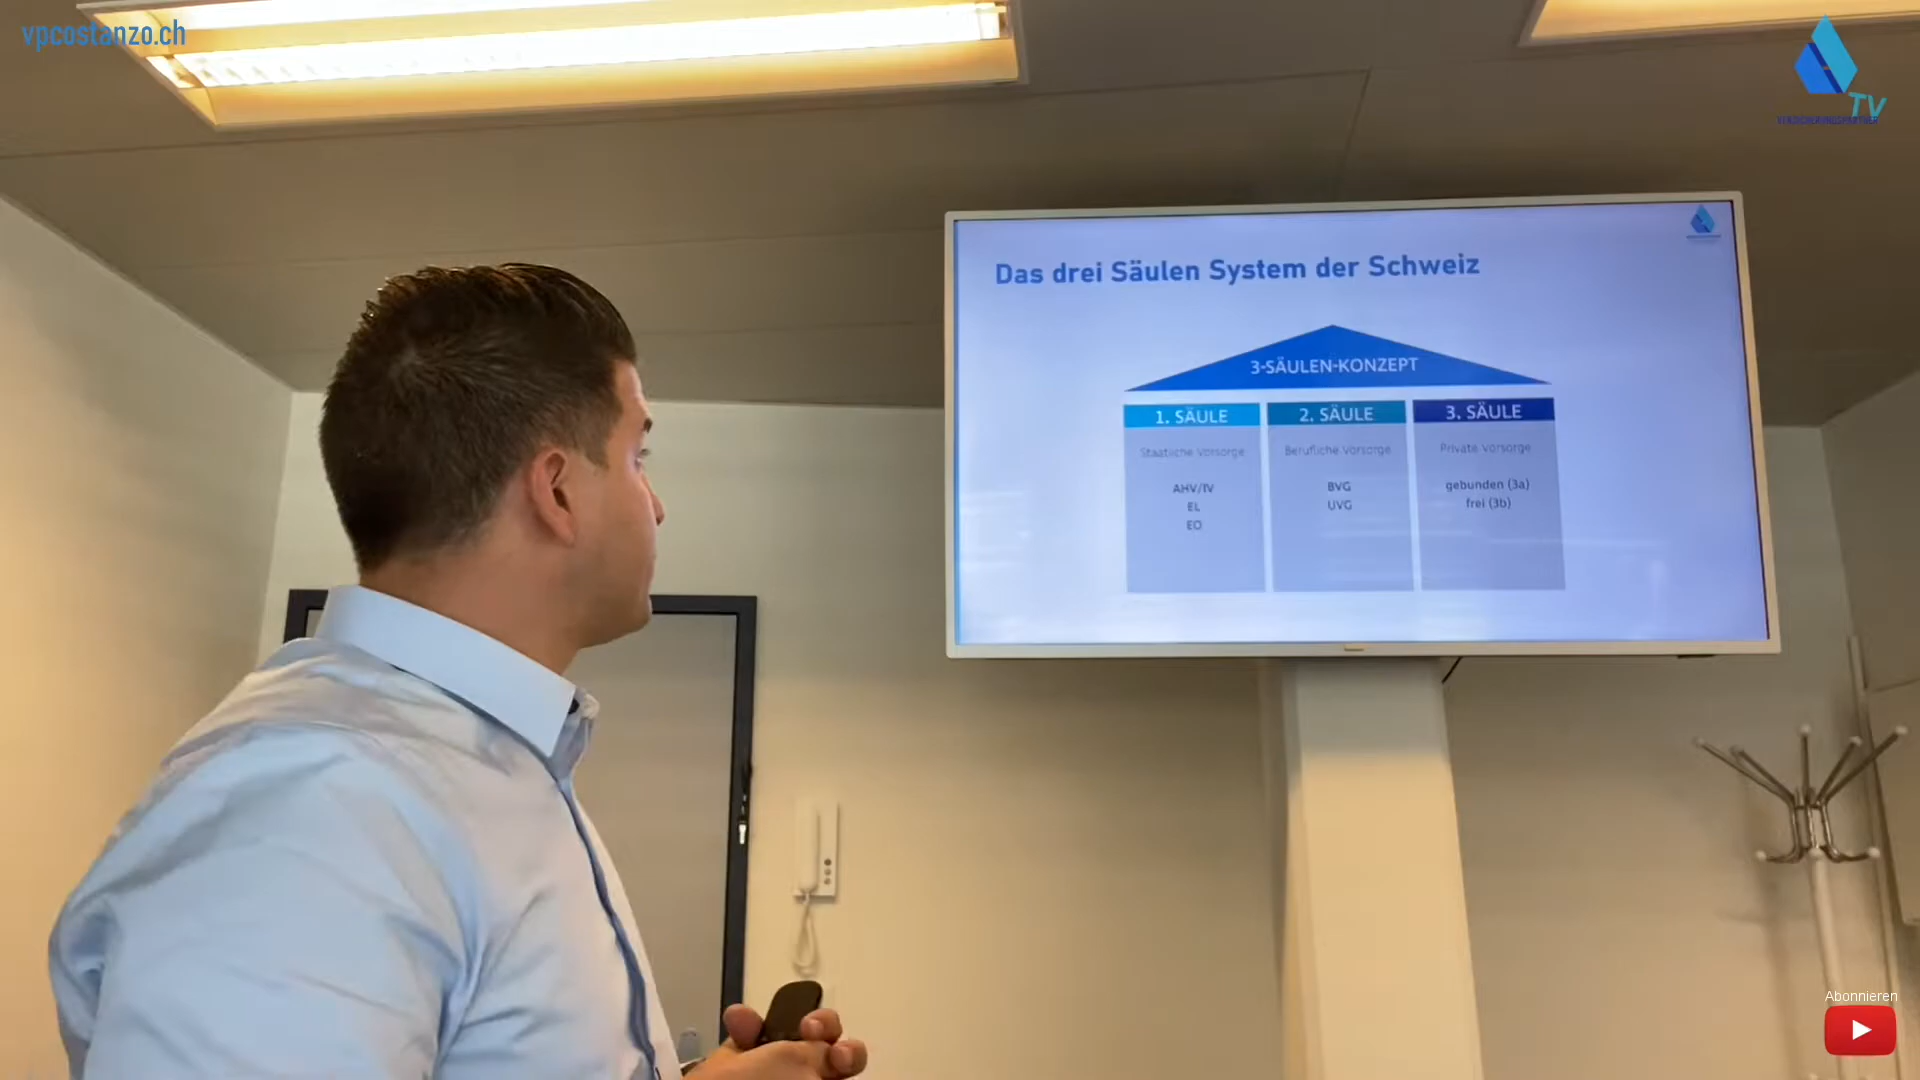 vpcostanzo.ch
TV
VERSICHERUNGSPARTNER
Das drei Säulen System der Schweiz
3-SÄULEN-KONZEPT
1. SÄULE
Staatliche Vorsorge
AHV/IV
EL
EO
2. SÄULE
Berufliche Vorsorge
BVG
UVG
3. SÄULE
Private Vorsorge
gebunden (3a)
frei (3b)
Abonnieren